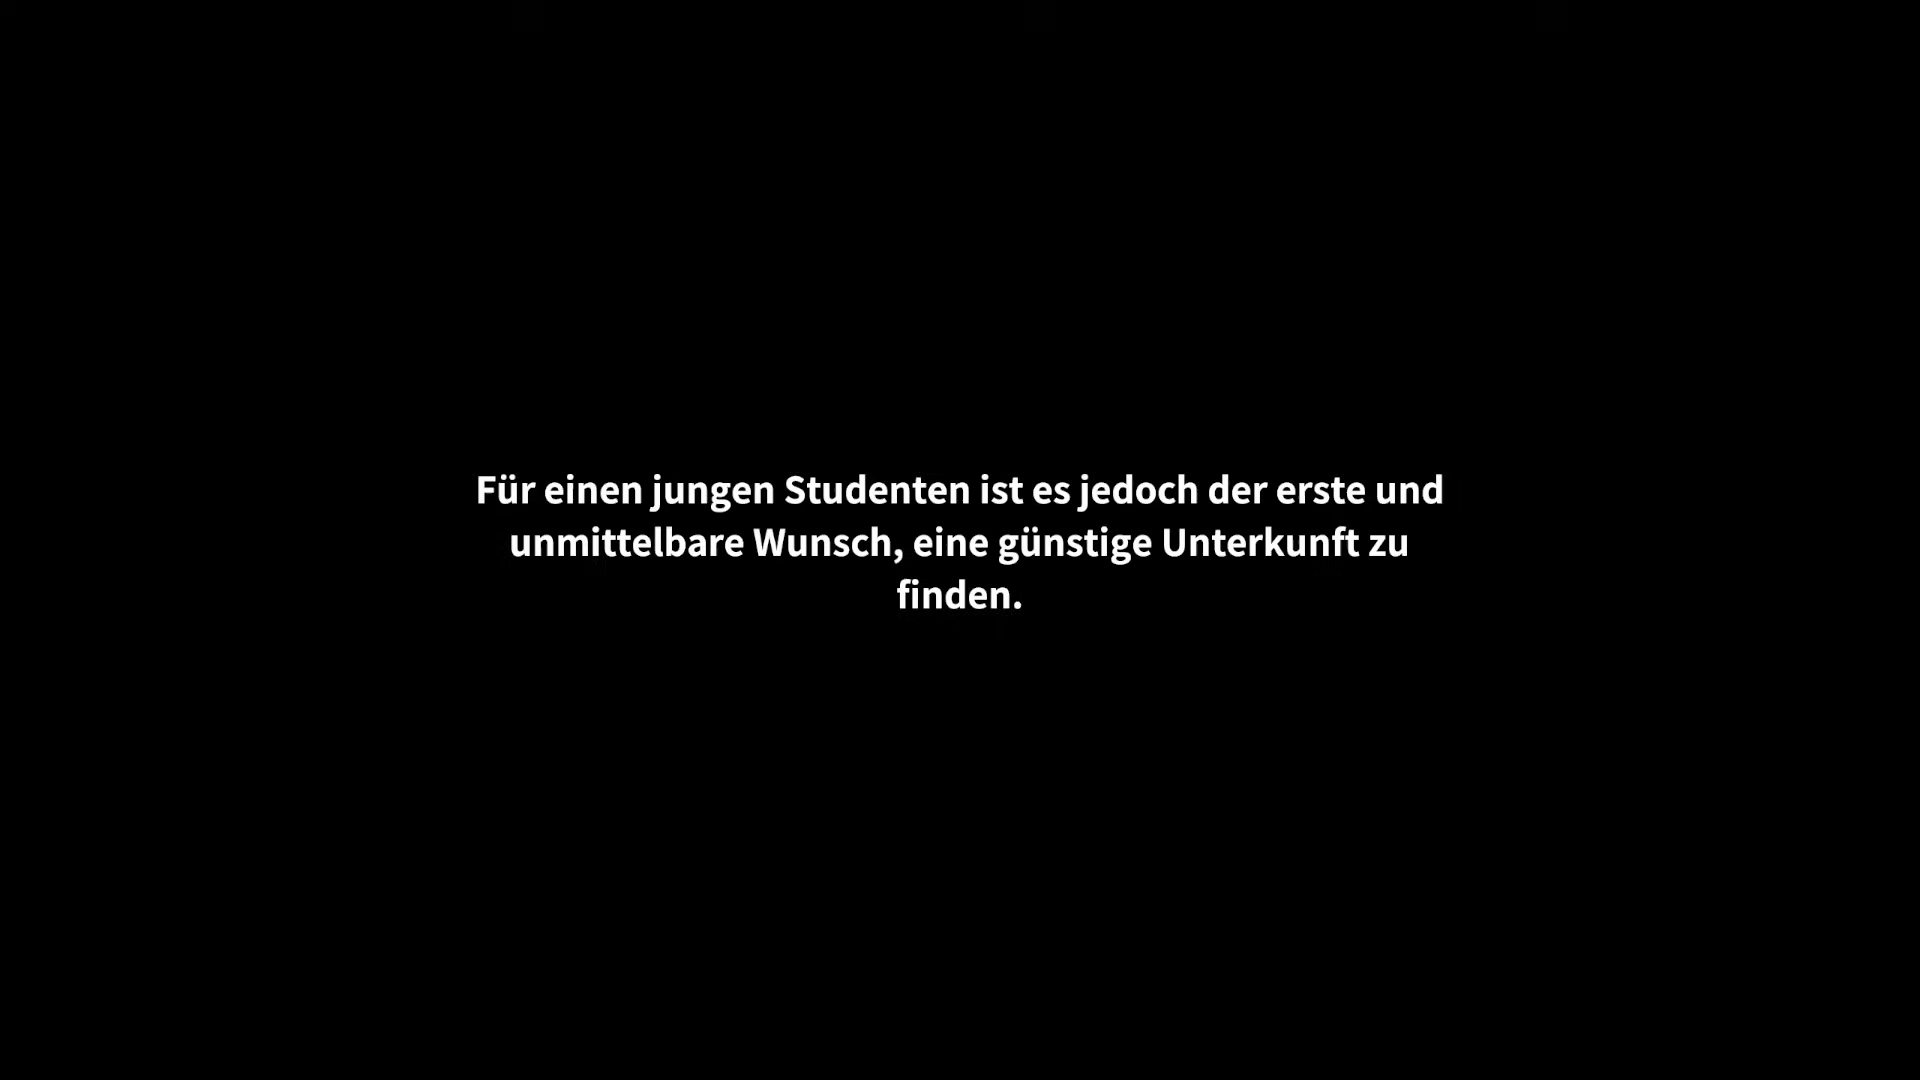 Für einen jungen Studenten ist es jedoch der erste und
unmittelbare Wunsch, eine günstige Unterkunft zu
finden.